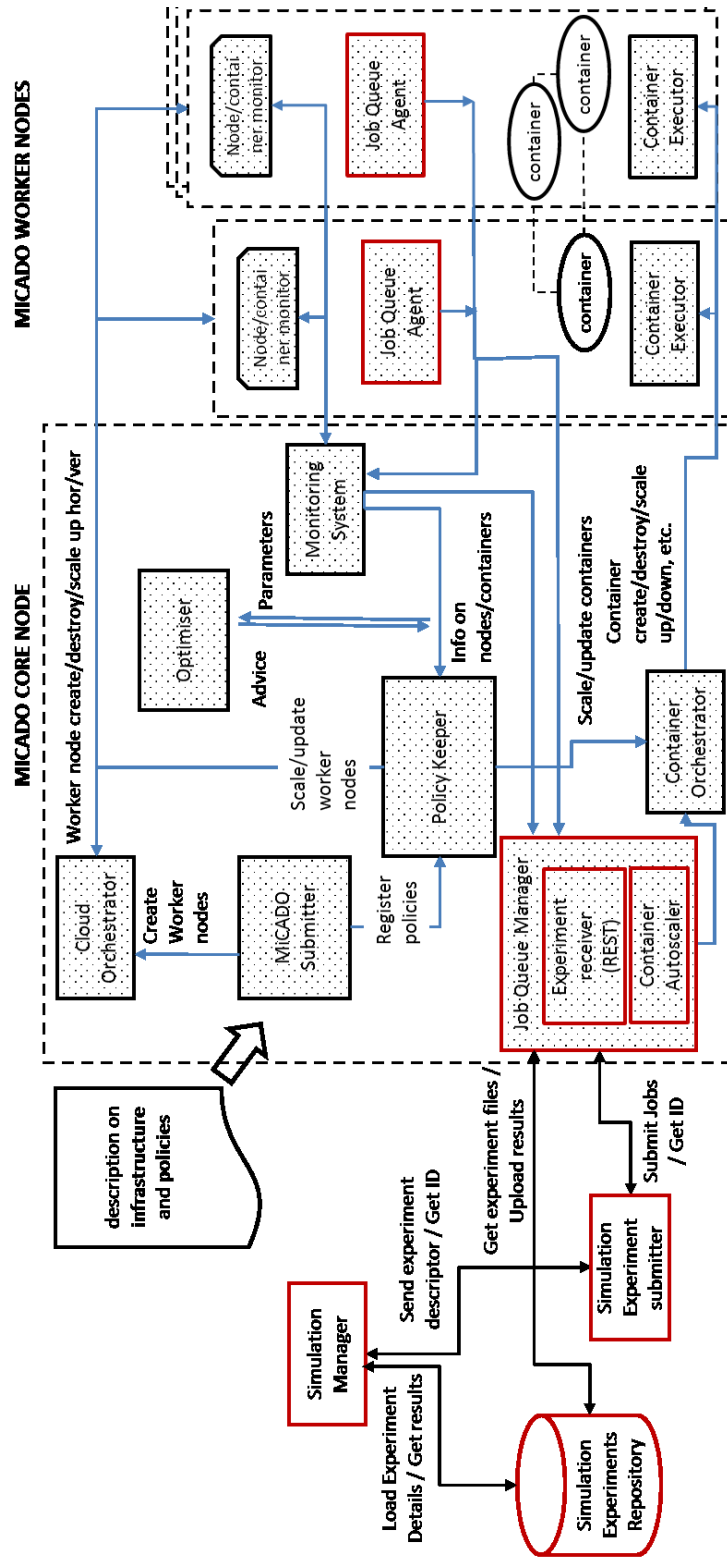 MICADO CORE NODE
MICADO WORKER NODES
description on
infrastructure
and policies
Cloud
Orchestrator
Worker node create/destroy/scale up hor/ver
Create
Worker
nodes
MiCADO
Submitter
Register
policies
Scale/update
worker
nodes
Optimiser
Advice
Parameters
Policy Keeper
Info on
nodes/containers
Monitoring
System
Node/contai
ner monitor
Node/contai
ner monitor
Job Queue
Agent
Job Queue
Agent
container
container
container
Container
Executor
Container
Executor
Simulation
Manager
Load Experiment
Details / Get results
Send experiment
descriptor / Get ID
Get experiment files /
Upload results
Simulation
Experiments
Repository
Simulation
Experiment
submitter
Submit Jobs
/ Get ID
Job Queue Manager
Experiment
receiver
(REST)
Container
Autoscaler
Scale/update containers
Container
create/destroy/scale
up/down, etc.
Container
Orchestrator